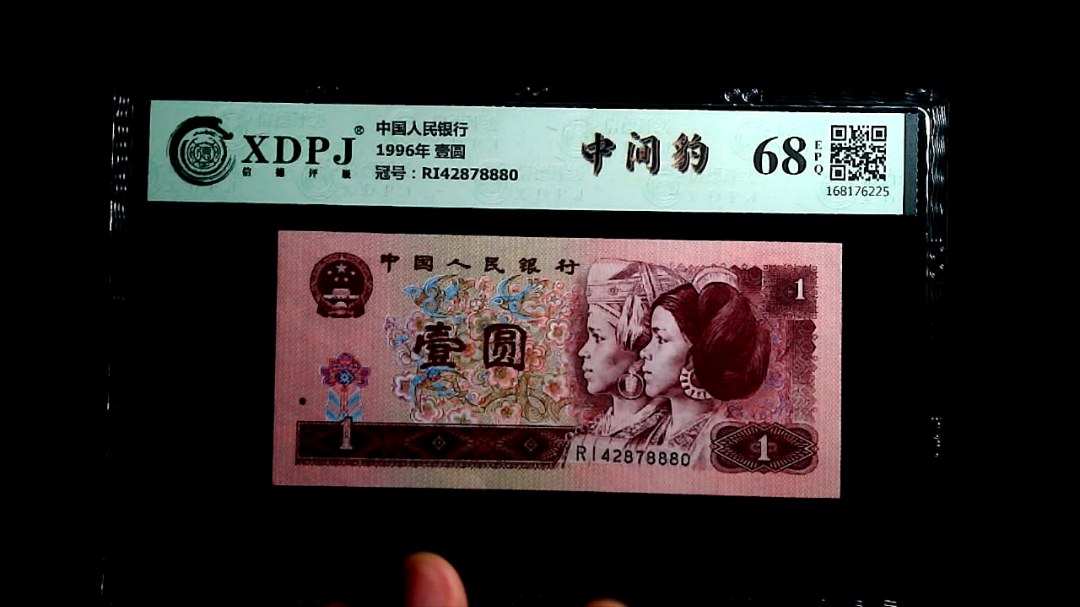 XDPJ®
信德评级
中国人民银行
1996年 壹圆
冠号：RI42878880
中间豹
68
EPQ
168176225
中国人民银行
1
壹圆
1
RI42878880
1